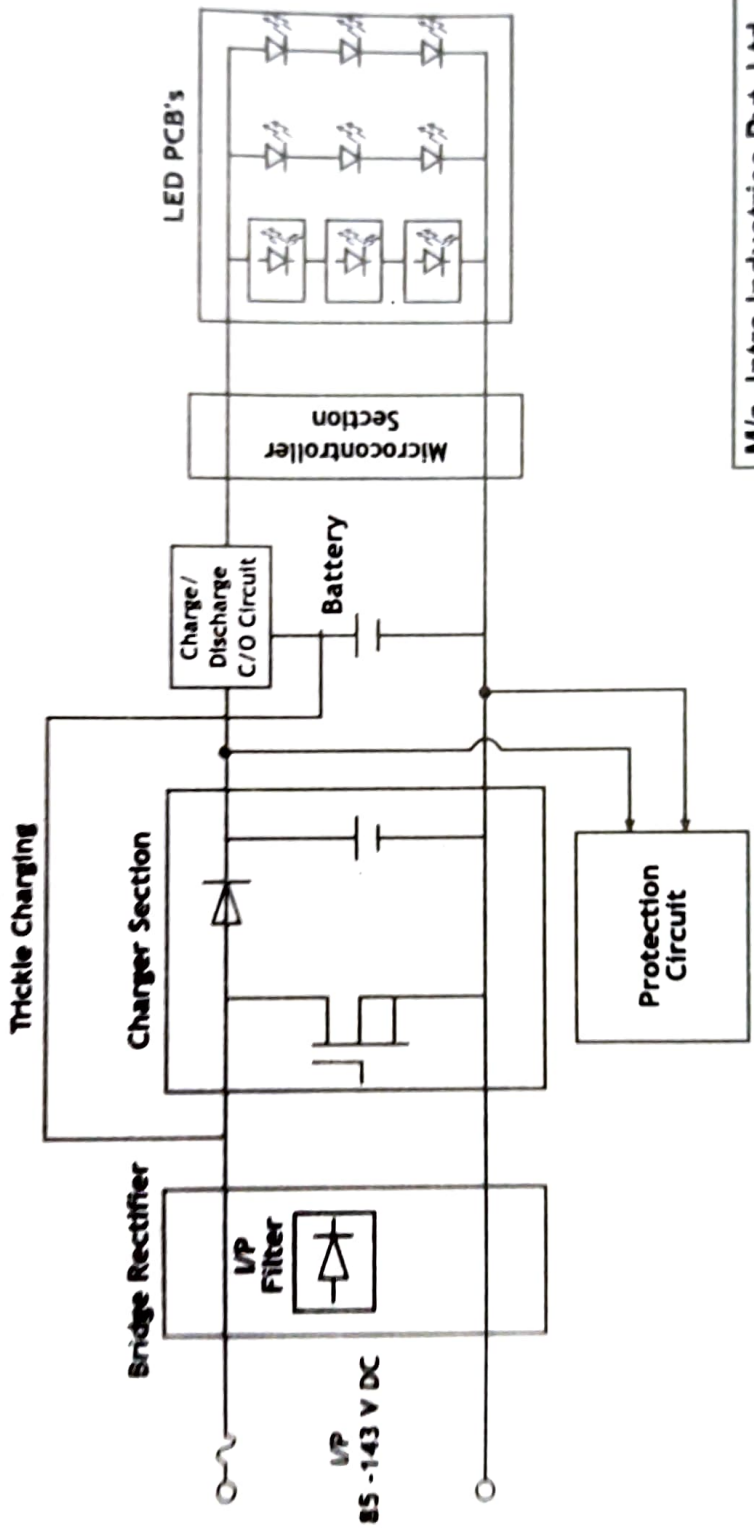 I/P
85 -143 V DC
Bridge Rectifier
I/P
Filter
Trickle Charging
Charger Section
Protection
Circuit
Charge/
Discharge
C/O Circuit
Battery
Microcontroller
Section
LED PCB's